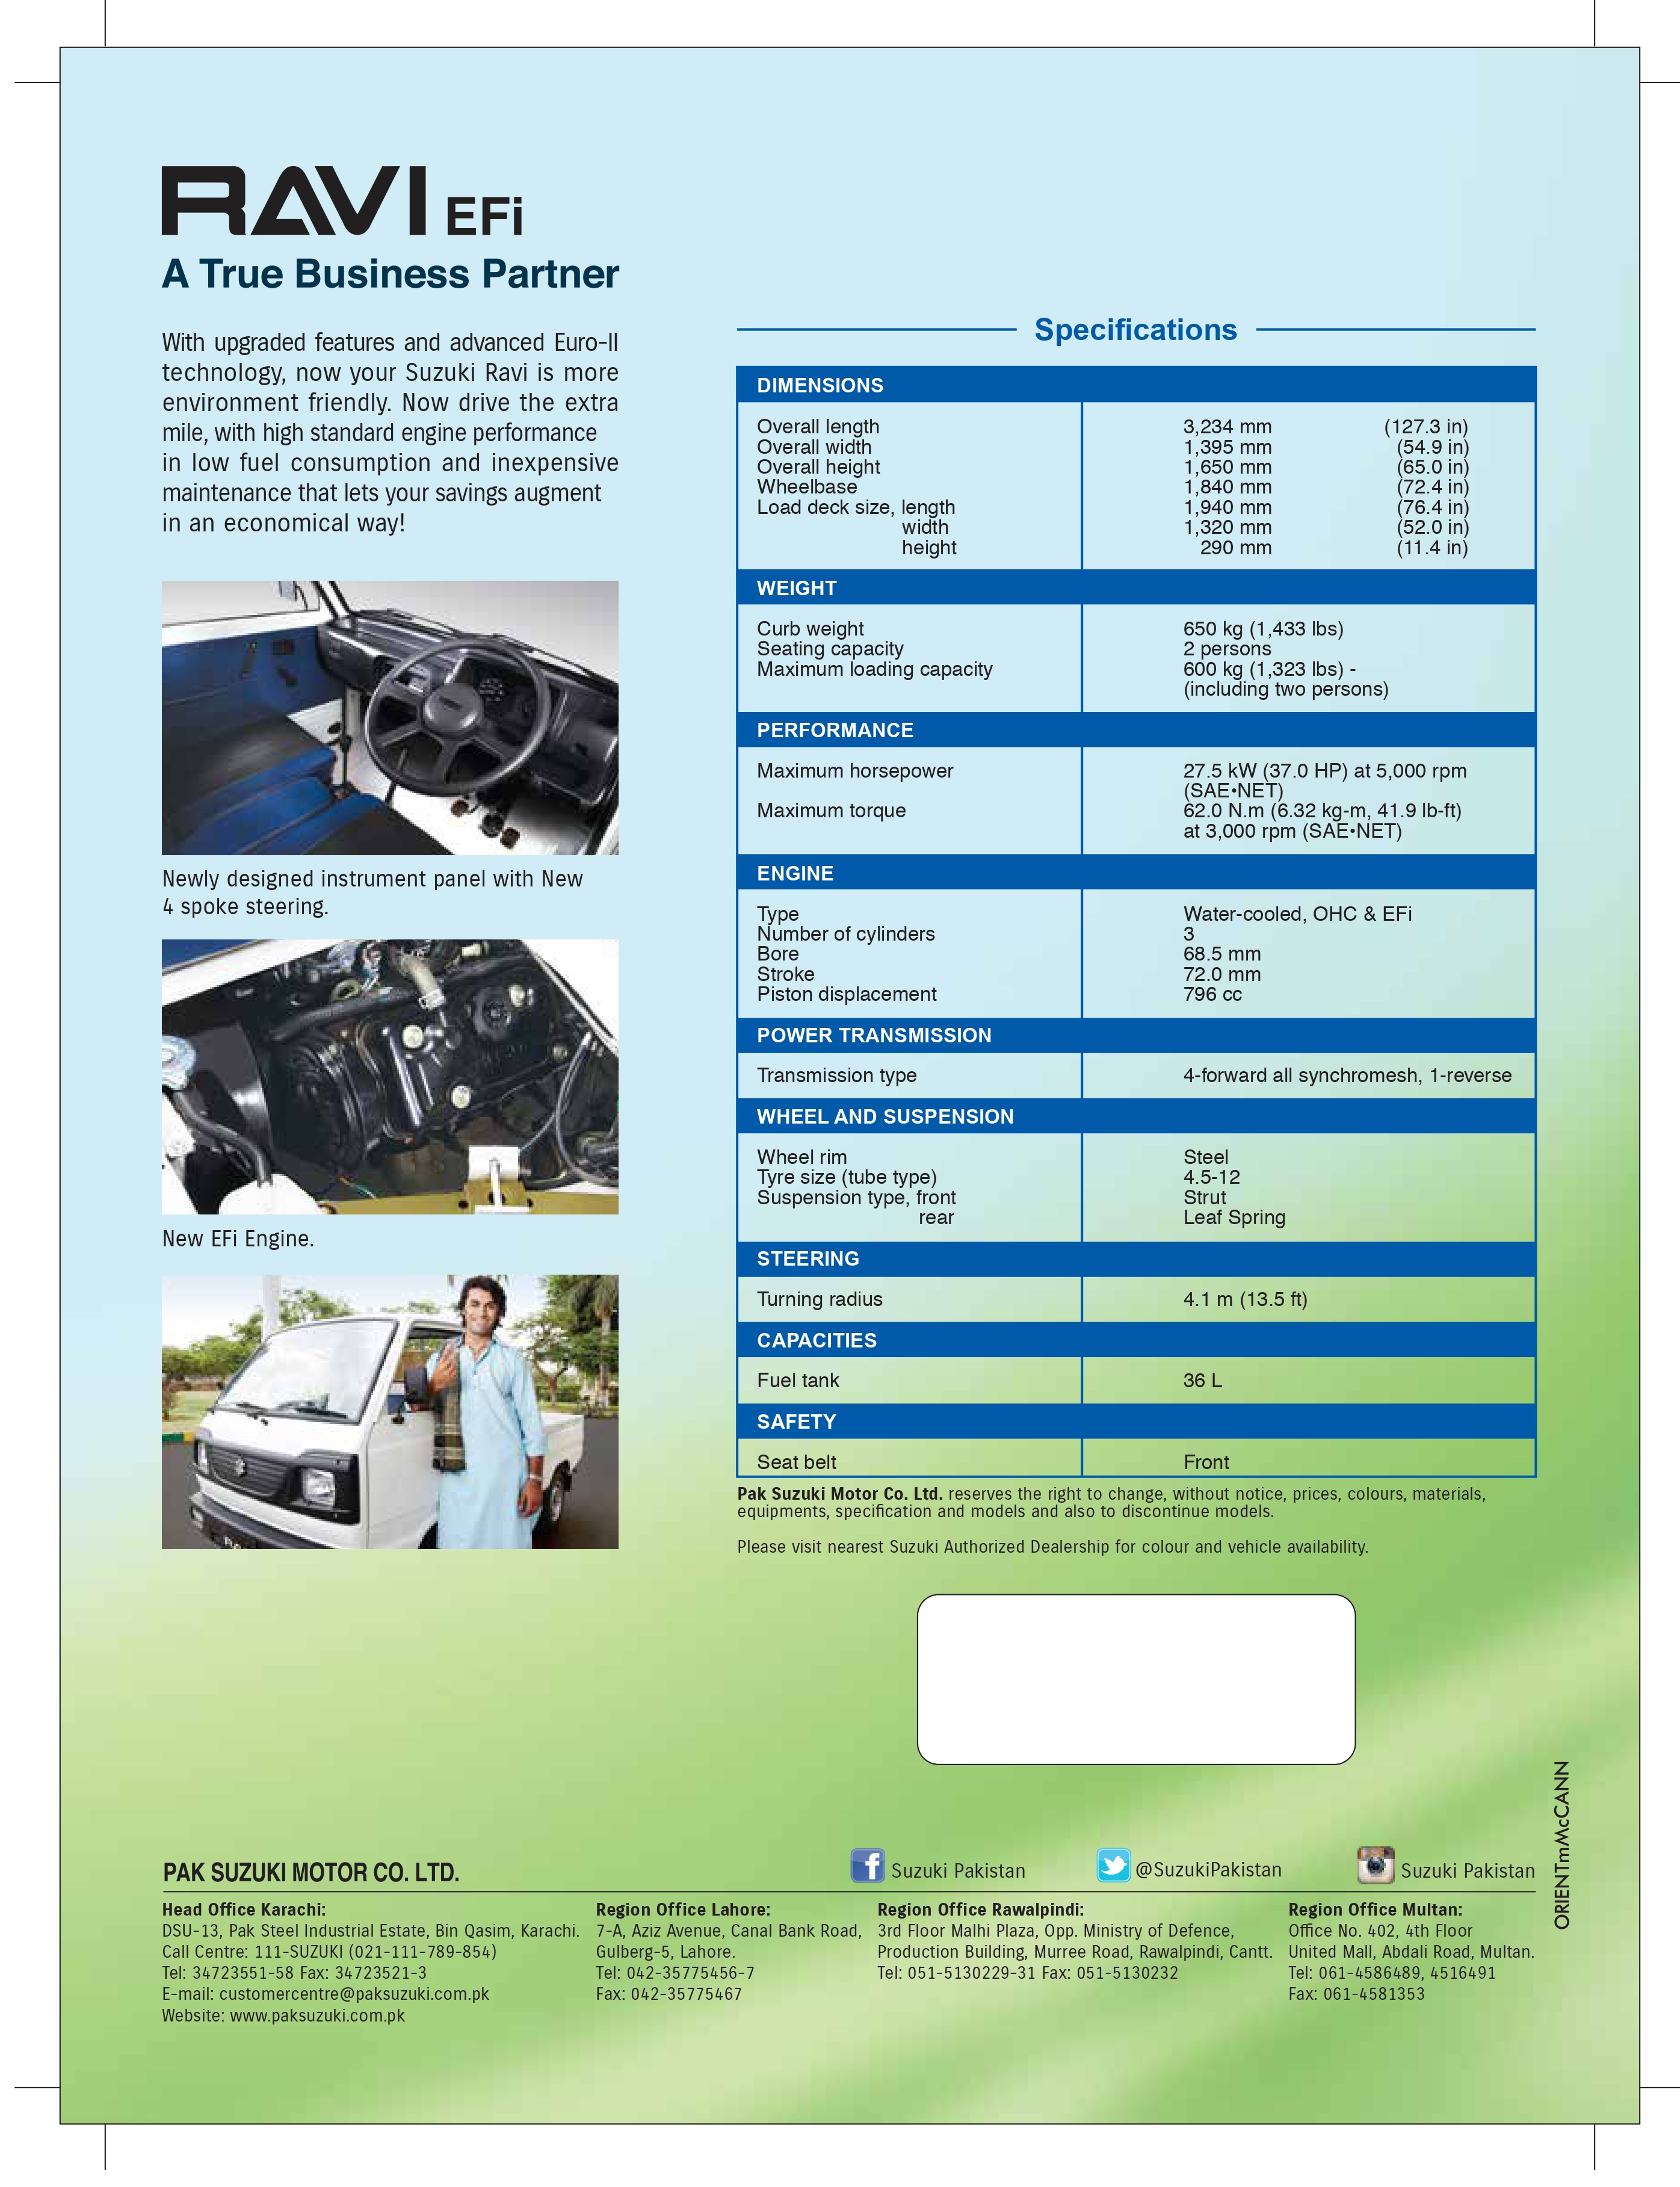 RAVI EFi
A True Business Partner
With upgraded features and advanced Euro-II
technology, now your Suzuki Ravi is more
environment friendly. Now drive the extra
mile, with high standard engine performance
in low fuel consumption and inexpensive
maintenance that lets your savings augment
in an economical way!
Newly designed instrument panel with New
4 spoke steering.
New EFi Engine.
Specifications
DIMENSIONS
Overall length 3,234 mm (127.3 in)
Overall width 1,395 mm (54.9 in)
Overall height 1,650 mm (65.0 in)
Wheelbase 1,840 mm (72.4 in)
Load deck size, length 1,940 mm (76.4 in)
width 1,320 mm (52.0 in)
height 290 mm (11.4 in)
WEIGHT
Curb weight 650 kg (1,433 lbs)
Seating capacity 2 persons
Maximum loading capacity 600 kg (1,323 lbs) -
(including two persons)
PERFORMANCE
Maximum horsepower 27.5 kW (37.0 HP) at 5,000 rpm
(SAE•NET)
Maximum torque 62.0 N.m (6.32 kg-m, 41.9 lb-ft)
at 3,000 rpm (SAE•NET)
ENGINE
Type Water-cooled, OHC & EFi
Number of cylinders 3
Bore 68.5 mm
Stroke 72.0 mm
Piston displacement 796 cc
POWER TRANSMISSION
Transmission type 4-forward all synchromesh, 1-reverse
WHEEL AND SUSPENSION
Wheel rim Steel
Tyre size (tube type) 4.5-12
Suspension type, front Strut
rear Leaf Spring
STEERING
Turning radius 4.1 m (13.5 ft)
CAPACITIES
Fuel tank 36 L
SAFETY
Seat belt Front
Pak Suzuki Motor Co. Ltd. reserves the right to change, without notice, prices, colours, materials,
equipments, specification and models and also to discontinue models.
Please visit nearest Suzuki Authorized Dealership for colour and vehicle availability.
ORIENTmMcCANN
PAK SUZUKI MOTOR CO. LTD.
Suzuki Pakistan
@SuzukiPakistan
Suzuki Pakistan
Head Office Karachi:
DSU-13, Pak Steel Industrial Estate, Bin Qasim, Karachi.
Call Centre: 111-SUZUKI (021-111-789-854)
Tel: 34723551-58 Fax: 34723521-3
E-mail: customercentre@paksuzuki.com.pk
Website: www.paksuzuki.com.pk
Region Office Lahore:
7-A, Aziz Avenue, Canal Bank Road,
Gulberg-5, Lahore.
Tel: 042-35775456-7
Fax: 042-35775467
Region Office Rawalpindi:
3rd Floor Malhi Plaza, Opp. Ministry of Defence,
Production Building, Murree Road, Rawalpindi, Cantt.
Tel: 051-5130229-31 Fax: 051-5130232
Region Office Multan:
Office No. 402, 4th Floor
United Mall, Abdali Road, Multan.
Tel: 061-4586489, 4516491
Fax: 061-4581353